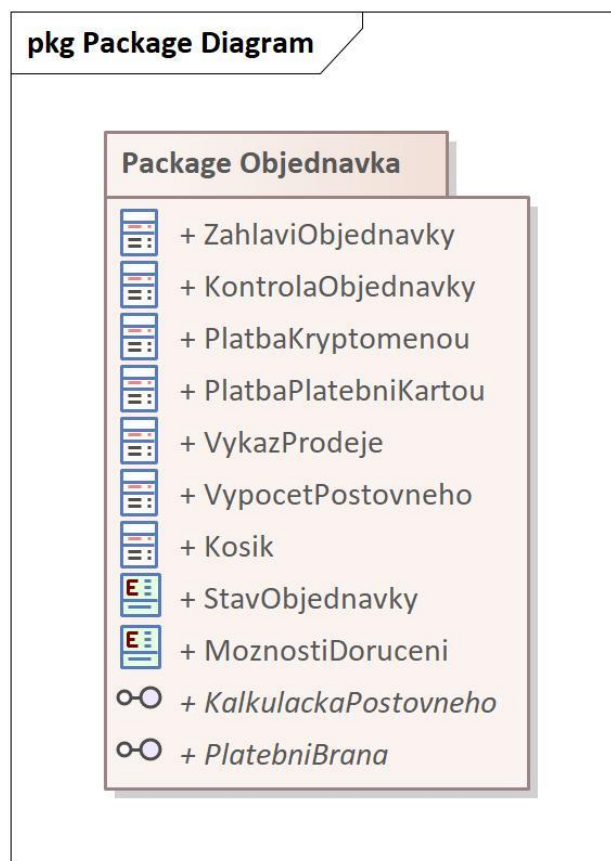 pkg Package Diagram
Package Objednavka
+ ZahlaviObjednavky
+ KontrolaObjednavky
+ PlatbaKryptomenou
+ PlatbaPlatebniKartou
+ VykazProdeje
+ VypocetPostovneho
+ Kosik
E
+ StavObjednavky
E
+ MoznostiDoruceni
+ KalkulackaPostovneho
+ PlatebniBrana